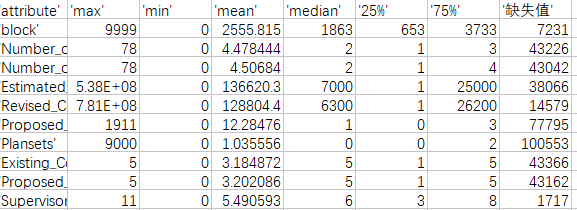 'attribute' 'max' 'min' 'mean' 'median' '25%' '75%' '缺失值'
'block' 9999 0 2555.815 1863 653 3733 7231
'Number_o 78 0 4.478444 2 1 3 43226
'Number_o 78 0 4.50684 2 1 4 43042
'Estimated_ 5.38E+08 0 136620.3 7000 1 25000 38066
'Revised_C 7.81E+08 0 128804.4 6300 1 26200 14579
'Proposed_ 1911 0 12.28476 1 0 3 77795
'Plansets' 9000 0 1.035556 0 0 2 100553
'Existing_Co 5 0 3.184872 5 1 5 43366
'Proposed_ 5 0 3.202086 5 1 5 43162
'Supervisor 11 0 5.490593 6 3 8 1717